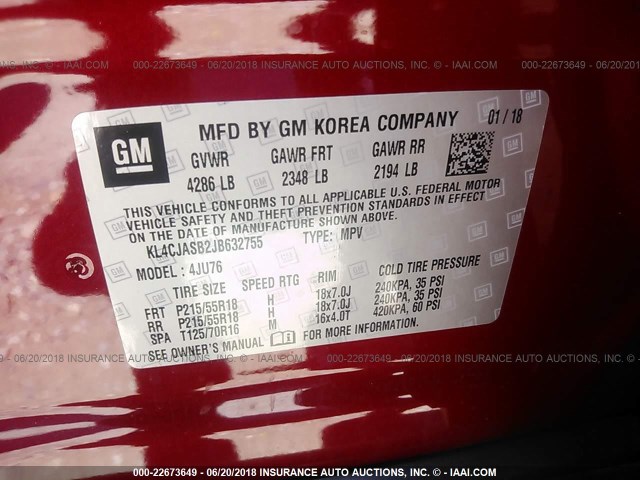 000-22673649 - 06/20/2018 INSURANCE AUTO AUCTIONS, INC. - © - IAAI.COM
GM
MFD BY GM KOREA COMPANY 01 / 18
GVWR GAWR FRT GAWR RR
4286 LB 2348 LB 2194 LB
THIS VEHICLE CONFORMS TO ALL APPLICABLE U.S. FEDERAL MOTOR
VEHICLE SAFETY AND THEFT PREVENTION STANDARDS IN EFFECT
ON THE DATE OF MANUFACTURE SHOWN ABOVE.
KL4CJASB2JB632755 TYPE: MPV
MODEL : 4JU76
TIRE SIZE SPEED RTG RIM COLD TIRE PRESSURE
FRT P215/55R18 H 18x7.0J 240KPA, 35 PSI
RR P215/55R18 H 18x7.0J 240KPA, 35 PSI
SPA T125/70R16 M 16x4.0T 420KPA, 60 PSI
SEE OWNER'S MANUAL FOR MORE INFORMATION.
000-22673649 - 06/20/2018 INSURANCE AUTO AUCTIONS, INC. - © - IAAI.COM
000-22673649 - 06/20/2018 INSURANCE AUTO AUCTIONS, INC. - © - IAAI.COM